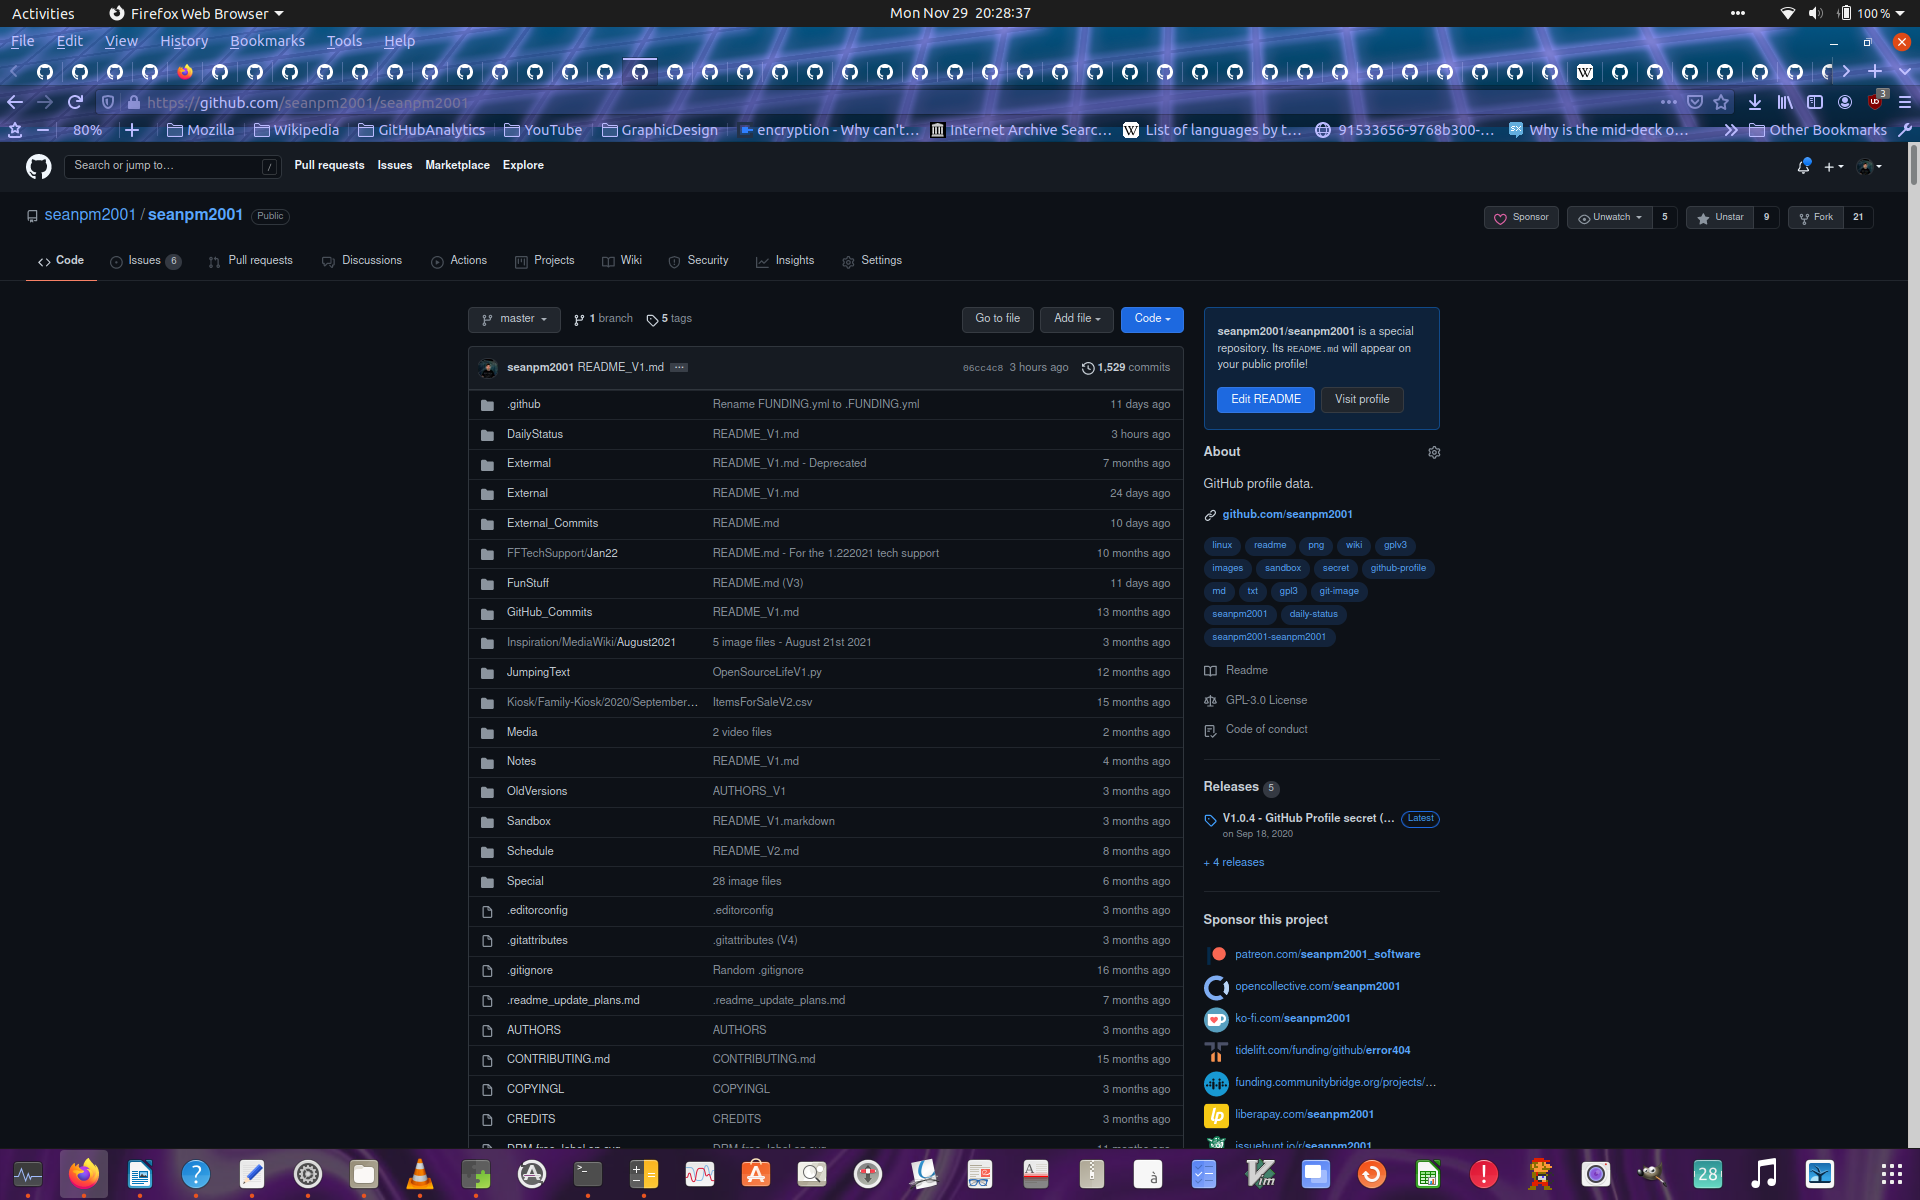 Activities Firefox Web Browser Mon Nov 29 20:28:37 100 %
File Edit View History Bookmarks Tools Help
https://github.com/seanpm2001/seanpm2001 3
80% Mozilla Wikipedia GitHubAnalytics YouTube GraphicDesign encryption - Why can't… Internet Archive Searc… List of languages by t… 91533656-9768b300-… Why is the mid-deck o… Other Bookmarks
Search or jump to… / Pull requests Issues Marketplace Explore
seanpm2001 / seanpm2001 Public Sponsor Unwatch 5 Unstar 9 Fork 21
Code Issues 6 Pull requests Discussions Actions Projects Wiki Security Insights Settings
master 1 branch 5 tags Go to file Add file Code
seanpm2001 README_V1.md … 06cc4c8 3 hours ago 1,529 commits
.github Rename FUNDING.yml to .FUNDING.yml 11 days ago
DailyStatus README_V1.md 3 hours ago
Extermal README_V1.md - Deprecated 7 months ago
External README_V1.md 24 days ago
External_Commits README.md 10 days ago
FFTechSupport/Jan22 README.md - For the 1.222021 tech support 10 months ago
FunStuff README.md (V3) 11 days ago
GitHub_Commits README_V1.md 13 months ago
Inspiration/MediaWiki/August2021 5 image files - August 21st 2021 3 months ago
JumpingText OpenSourceLifeV1.py 12 months ago
Kiosk/Family-Kiosk/2020/September… ItemsForSaleV2.csv 15 months ago
Media 2 video files 2 months ago
Notes README_V1.md 4 months ago
OldVersions AUTHORS_V1 3 months ago
Sandbox README_V1.markdown 3 months ago
Schedule README_V2.md 8 months ago
Special 28 image files 6 months ago
.editorconfig .editorconfig 3 months ago
.gitattributes .gitattributes (V4) 3 months ago
.gitignore Random .gitignore 16 months ago
.readme_update_plans.md .readme_update_plans.md 7 months ago
AUTHORS AUTHORS 3 months ago
CONTRIBUTING.md CONTRIBUTING.md 15 months ago
COPYINGL COPYINGL 3 months ago
CREDITS CREDITS 3 months ago
seanpm2001/seanpm2001 is a special
repository. Its README.md will appear on
your public profile!
Edit README Visit profile
About
GitHub profile data.
github.com/seanpm2001
linux readme png wiki gplv3
images sandbox secret github-profile
md txt gpl3 git-image
seanpm2001 daily-status
seanpm2001-seanpm2001
Readme
GPL-3.0 License
Code of conduct
Releases 5
V1.0.4 - GitHub Profile secret (… Latest
on Sep 18, 2020
+ 4 releases
Sponsor this project
patreon.com/seanpm2001_software
opencollective.com/seanpm2001
ko-fi.com/seanpm2001
tidelift.com/funding/github/error404
funding.communitybridge.org/projects/…
liberapay.com/seanpm2001
issuehunt.io/r/seanpm2001
28